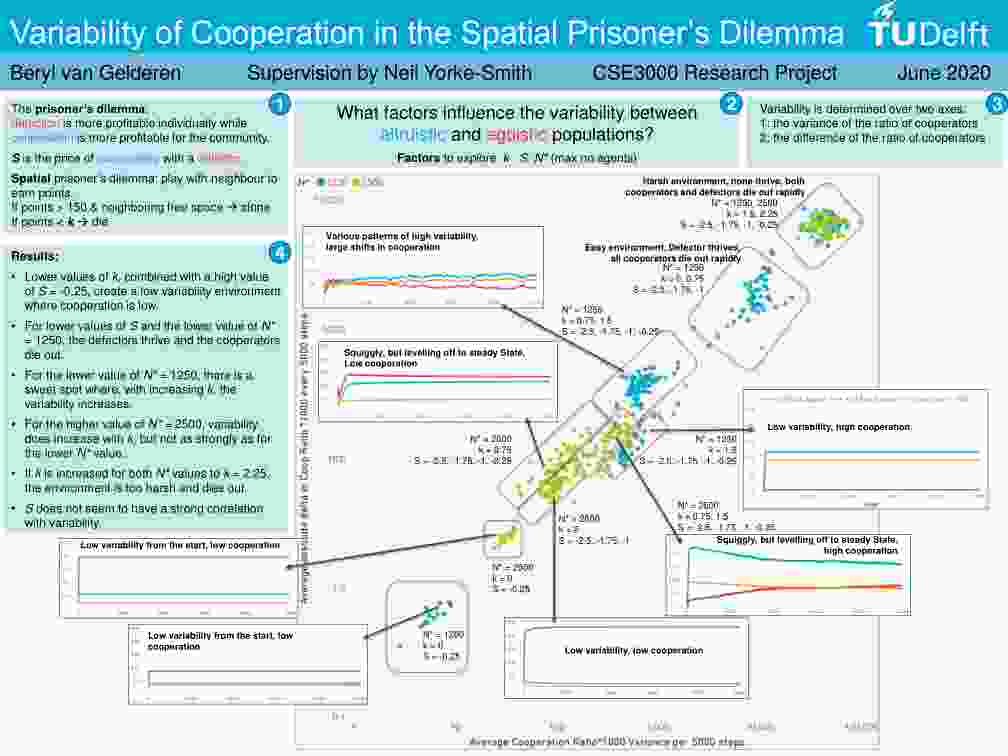 Variability of Cooperation in the Spatial Prisoner's Dilemma
TU Delft
Beryl van Gelderen
Supervision by Neil Yorke-Smith
CSE3000 Research Project
June 2020
1
The prisoner's dilemma:
defection is more profitable individually while
cooperation is more profitable for the community.
S is the price of cooperating with a defector.
Spatial prisoner's dilemma: play with neighbour to
earn points.
If points > 150 & neighboring free space → clone
If points < k → die
2
What factors influence the variability between
altruistic and egoistic populations?
Factors to explore k S N* (max no agents)
3
Variability is determined over two axes:
1: the variance of the ratio of cooperators
2: the difference of the ratio of cooperators
4
Results:
• Lower values of k, combined with a high value
of S = -0.25, create a low variability environment
where cooperation is low.
• For lower values of S and the lower value of N*
= 1250, the defectors thrive and the cooperators
die out.
• For the lower value of N* = 1250, there is a
sweet spot where, with increasing k, the
variability increases.
• For the higher value of N* = 2500, variability
does increase with k, but not as strongly as for
the lower N* value.
• If k is increased for both N* values to k = 2.25,
the environment is too harsh and dies out.
• S does not seem to have a strong correlation
with variability.
Harsh environment, none thrive, both
cooperators and defectors die out rapidly
N* = 1250, 2500
k = 1.5, 2.25
S = -2.5, -1.75, -1, -0.25
Easy environment, Defector thrives,
all cooperators die out rapidly
N* = 1250
k = 0, 0.75
S = -2.5, -1.75, -1
Various patterns of high variability,
large shifts in cooperation
N* = 1250
k = 0.75, 1.5
S = -2.5, -1.75, -1, -0.25
Squiggly, but levelling off to steady State,
Low cooperation
N* = 2500
k = 0.75
S = -2.5, -1.75, -1, -0.25
Low variability, high cooperation
N* = 1250
k = 1.5
S = -2.5, -1.75, -1, -0.25
N* = 2500
k = 0.75, 1.5
S = -2.5, -1.75, -1, -0.25
Squiggly, but levelling off to steady State,
high cooperation
N* = 2500
k = 0
S = -2.5, -1.75, -1
Low variability from the start, low cooperation
N* = 2500
k = 0
S = -0.25
Low variability from the start, low
cooperation
N* = 1250
k = 0
S = -0.25
Low variability, low cooperation
Average Cooperation Ratio*1000 Variance per 5000 steps